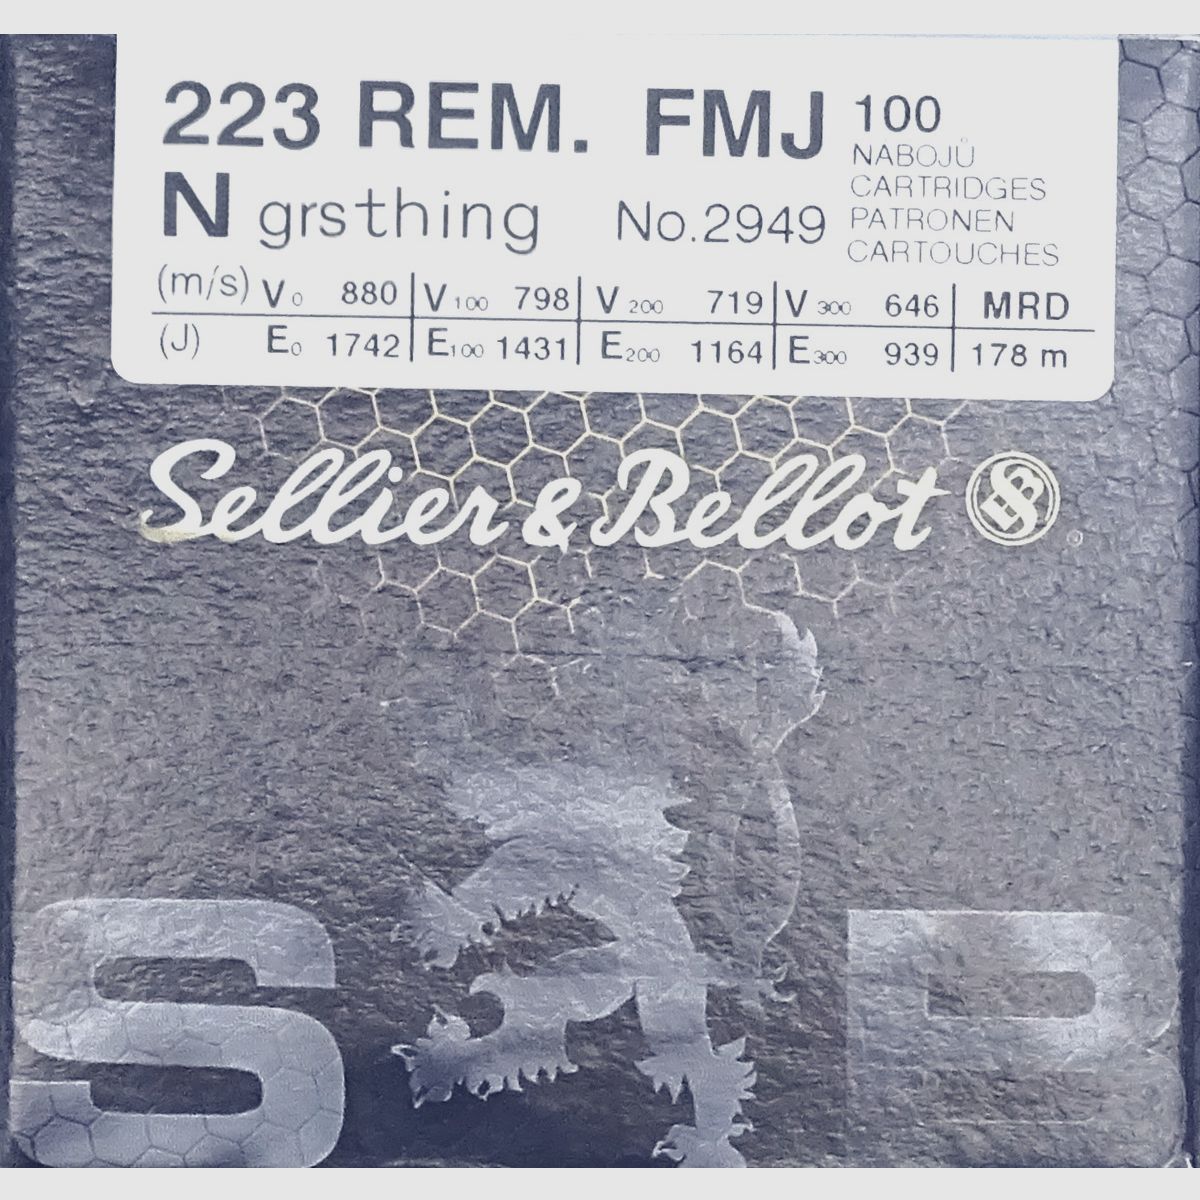 223 REM. FMJ 100
NABOJŮ
CARTRIDGES
PATRONEN
CARTOUCHES
N grsthing No.2949
(m/s) V0 880 V100 798 V200 719 V300 646 MRD
(J) E0 1742 E100 1431 E200 1164 E300 939 178 m
Sellier & Bellot SB ®
S B